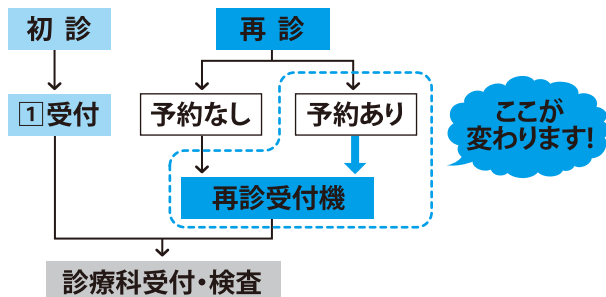 初診
再診
1受付
予約なし
予約あり
ここが
変わります!
再診受付機
診療科受付・検査